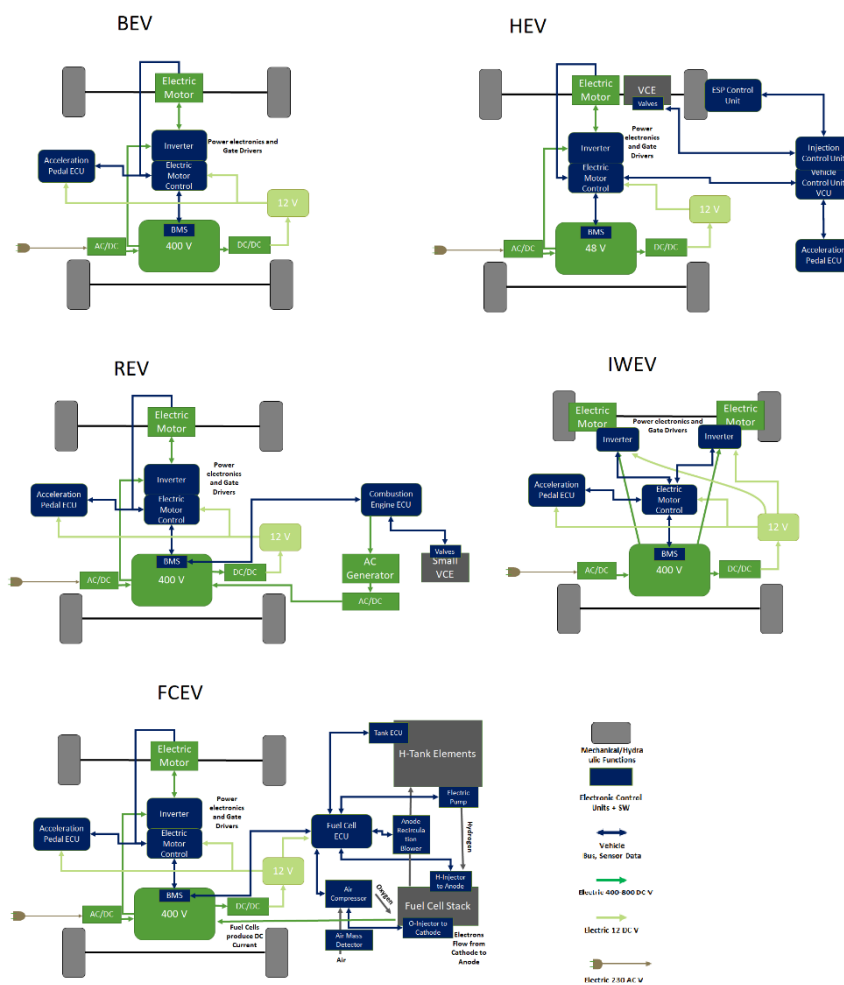 BEV
Electric
Motor
Inverter
Power electronics and
Gate Drivers
Acceleration
Pedal ECU
Electric
Motor
Control
12 V
BMS
400 V
AC/DC
DC/DC
HEV
Electric
Motor
VCE
Valves
ESP Control
Unit
Power
electronics
and Gate
Drivers
Inverter
Electric
Motor
Control
Injection
Control Unit
Vehicle
Control Unit
VCU
12 V
BMS
48 V
AC/DC
DC/DC
Acceleration
Pedal ECU
REV
Electric
Motor
Inverter
Power
electronics
and Gate
Drivers
Acceleration
Pedal ECU
Electric
Motor
Control
Combustion
Engine ECU
12 V
BMS
400 V
AC/DC
DC/DC
AC
Generator
Valves
Small
VCE
AC/DC
IWEV
Electric
Motor
Electric
Motor
Power electronics and
Gate Drivers
Inverter
Inverter
Acceleration
Pedal ECU
Electric
Motor
Control
12 V
BMS
400 V
AC/DC
DC/DC
FCEV
Electric
Motor
Inverter
Power
electronics
and Gate
Drivers
Acceleration
Pedal ECU
Electric
Motor
Control
12 V
BMS
400 V
AC/DC
DC/DC
Fuel Cells
produce DC
Current
Tank ECU
H-Tank Elements
Electric
Pump
Fuel Cell
ECU
Anode
Recircula
tion
Blower
Hydrogen
H-Injector
to Anode
Air
Compressor
Oxygen
Fuel Cell Stack
O-Injector to
Cathode
Air Mass
Detector
Air
Electrons
Flow from
Cathode to
Anode
Mechanical/Hydra
ulic Functions
Electronic Control
Units + SW
Vehicle
Bus, Sensor Data
Electric 400-800 DC V
Electric 12 DC V
Electric 230 AC V